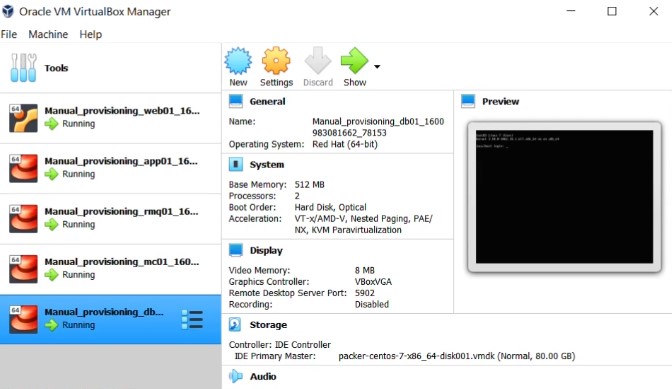 Oracle VM VirtualBox Manager
File Machine Help
Tools
New Settings Discard Show
64 Manual_provisioning_web01_16...
Running
64 Manual_provisioning_app01_16...
Running
64 Manual_provisioning_rmq01_16...
Running
64 Manual_provisioning_mc01_160...
Running
64 Manual_provisioning_db...
Running
General
Name: Manual_provisioning_db01_1600
983081662_78153
Operating System: Red Hat (64-bit)
System
Base Memory: 512 MB
Processors: 2
Boot Order: Hard Disk, Optical
Acceleration: VT-x/AMD-V, Nested Paging, PAE/
NX, KVM Paravirtualization
Display
Video Memory: 8 MB
Graphics Controller: VBoxVGA
Remote Desktop Server Port: 5902
Recording: Disabled
Storage
Controller: IDE Controller
IDE Primary Master: packer-centos-7-x86_64-disk001.vmdk (Normal, 80.00 GB)
Audio
Preview